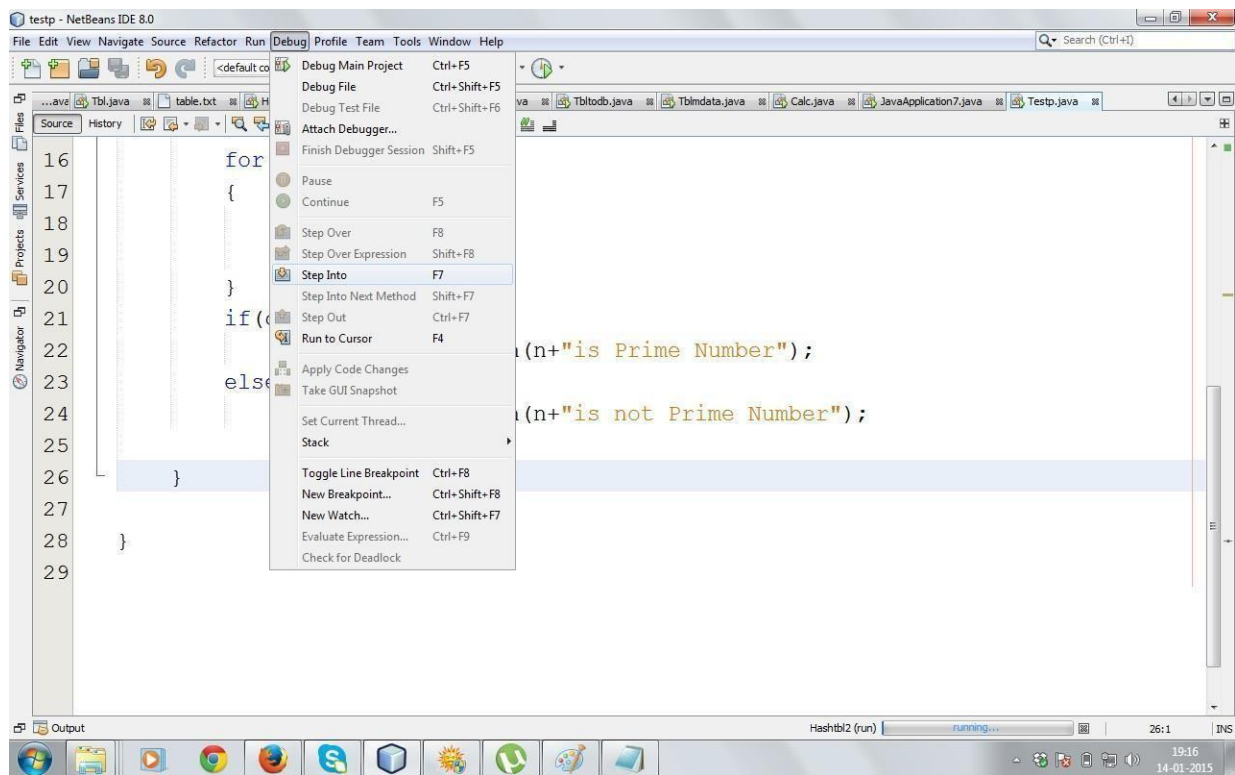 testp - NetBeans IDE 8.0
File Edit View Navigate Source Refactor Run Debug Profile Team Tools Window Help
Search (Ctrl+I)
<default co
...ave Tbl.java table.txt H va Tbltodb.java Tblmdata.java Calc.java JavaApplication7.java Testp.java
Source History
Files
Services
Projects
Navigator
Debug Main Project Ctrl+F5
Debug File Ctrl+Shift+F5
Debug Test File Ctrl+Shift+F6
Attach Debugger...
Finish Debugger Session Shift+F5
Pause
Continue F5
Step Over F8
Step Over Expression Shift+F8
Step Into F7
Step Into Next Method Shift+F7
Step Out Ctrl+F7
Run to Cursor F4
Apply Code Changes
Take GUI Snapshot
Set Current Thread...
Stack
Toggle Line Breakpoint Ctrl+F8
New Breakpoint... Ctrl+Shift+F8
New Watch... Ctrl+Shift+F7
Evaluate Expression... Ctrl+F9
Check for Deadlock
16 for
17 {
18
19
20 }
21 if(
22 (n+"is Prime Number");
23 else
24 (n+"is not Prime Number");
25
26 }
27
28 }
29
Output
Hashtbl2 (run) running... 26:1 INS
19:16
14-01-2015